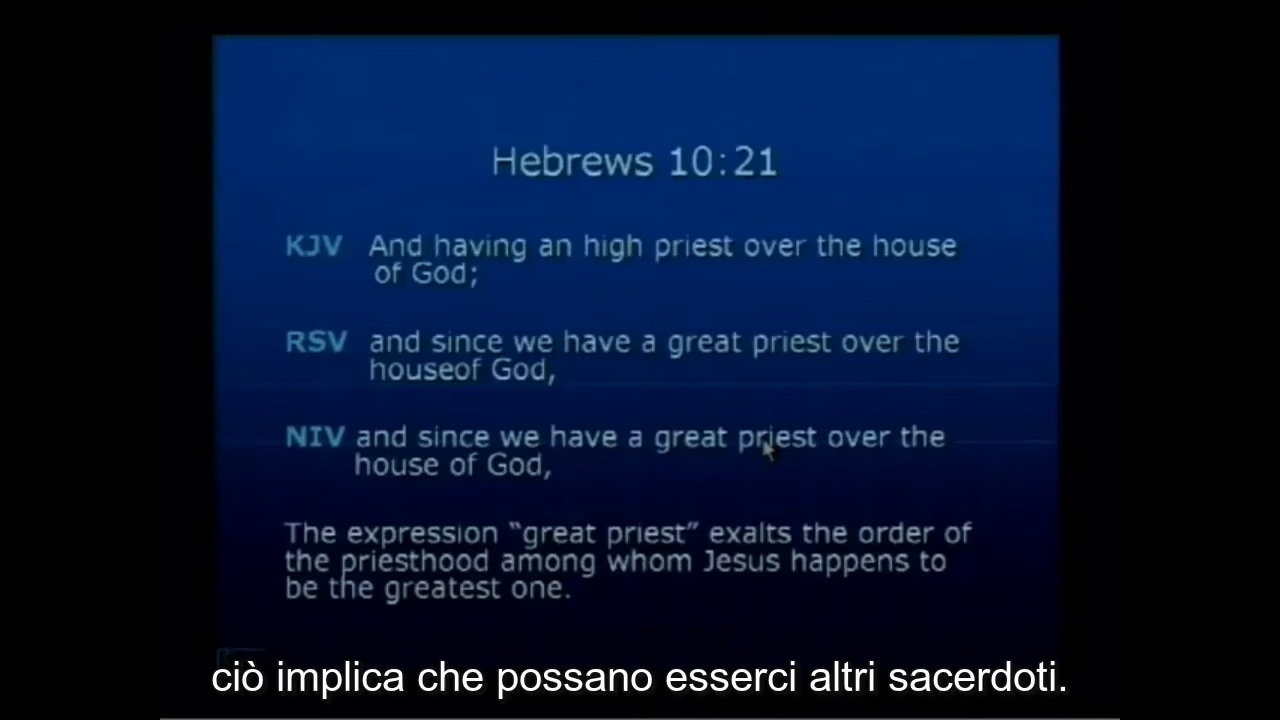 Hebrews 10:21
KJV And having an high priest over the house
of God;
RSV and since we have a great priest over the
houseof God,
NIV and since we have a great priest over the
house of God,
The expression “great priest” exalts the order of
the priesthood among whom Jesus happens to
be the greatest one.
ciò implica che possano esserci altri sacerdoti.